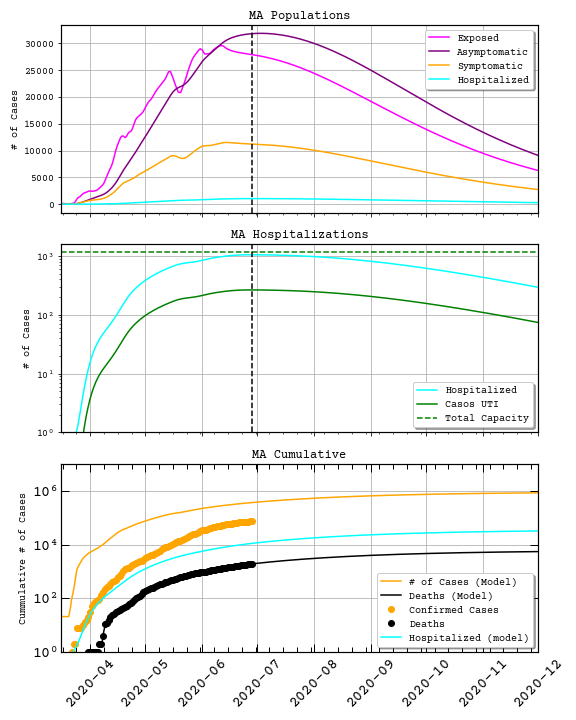 MA Populations
# of Cases
30000
25000
20000
15000
10000
5000
0
Exposed
Asymptomatic
Symptomatic
Hospitalized
MA Hospitalizations
# of Cases
10³
10²
10¹
10⁰
Hospitalized
Casos UTI
Total Capacity
MA Cumulative
Cummulative # of Cases
10⁶
10⁴
10²
10⁰
# of Cases (Model)
Deaths (Model)
Confirmed Cases
Deaths
Hospitalized (model)
2020-04
2020-05
2020-06
2020-07
2020-08
2020-09
2020-10
2020-11
2020-12